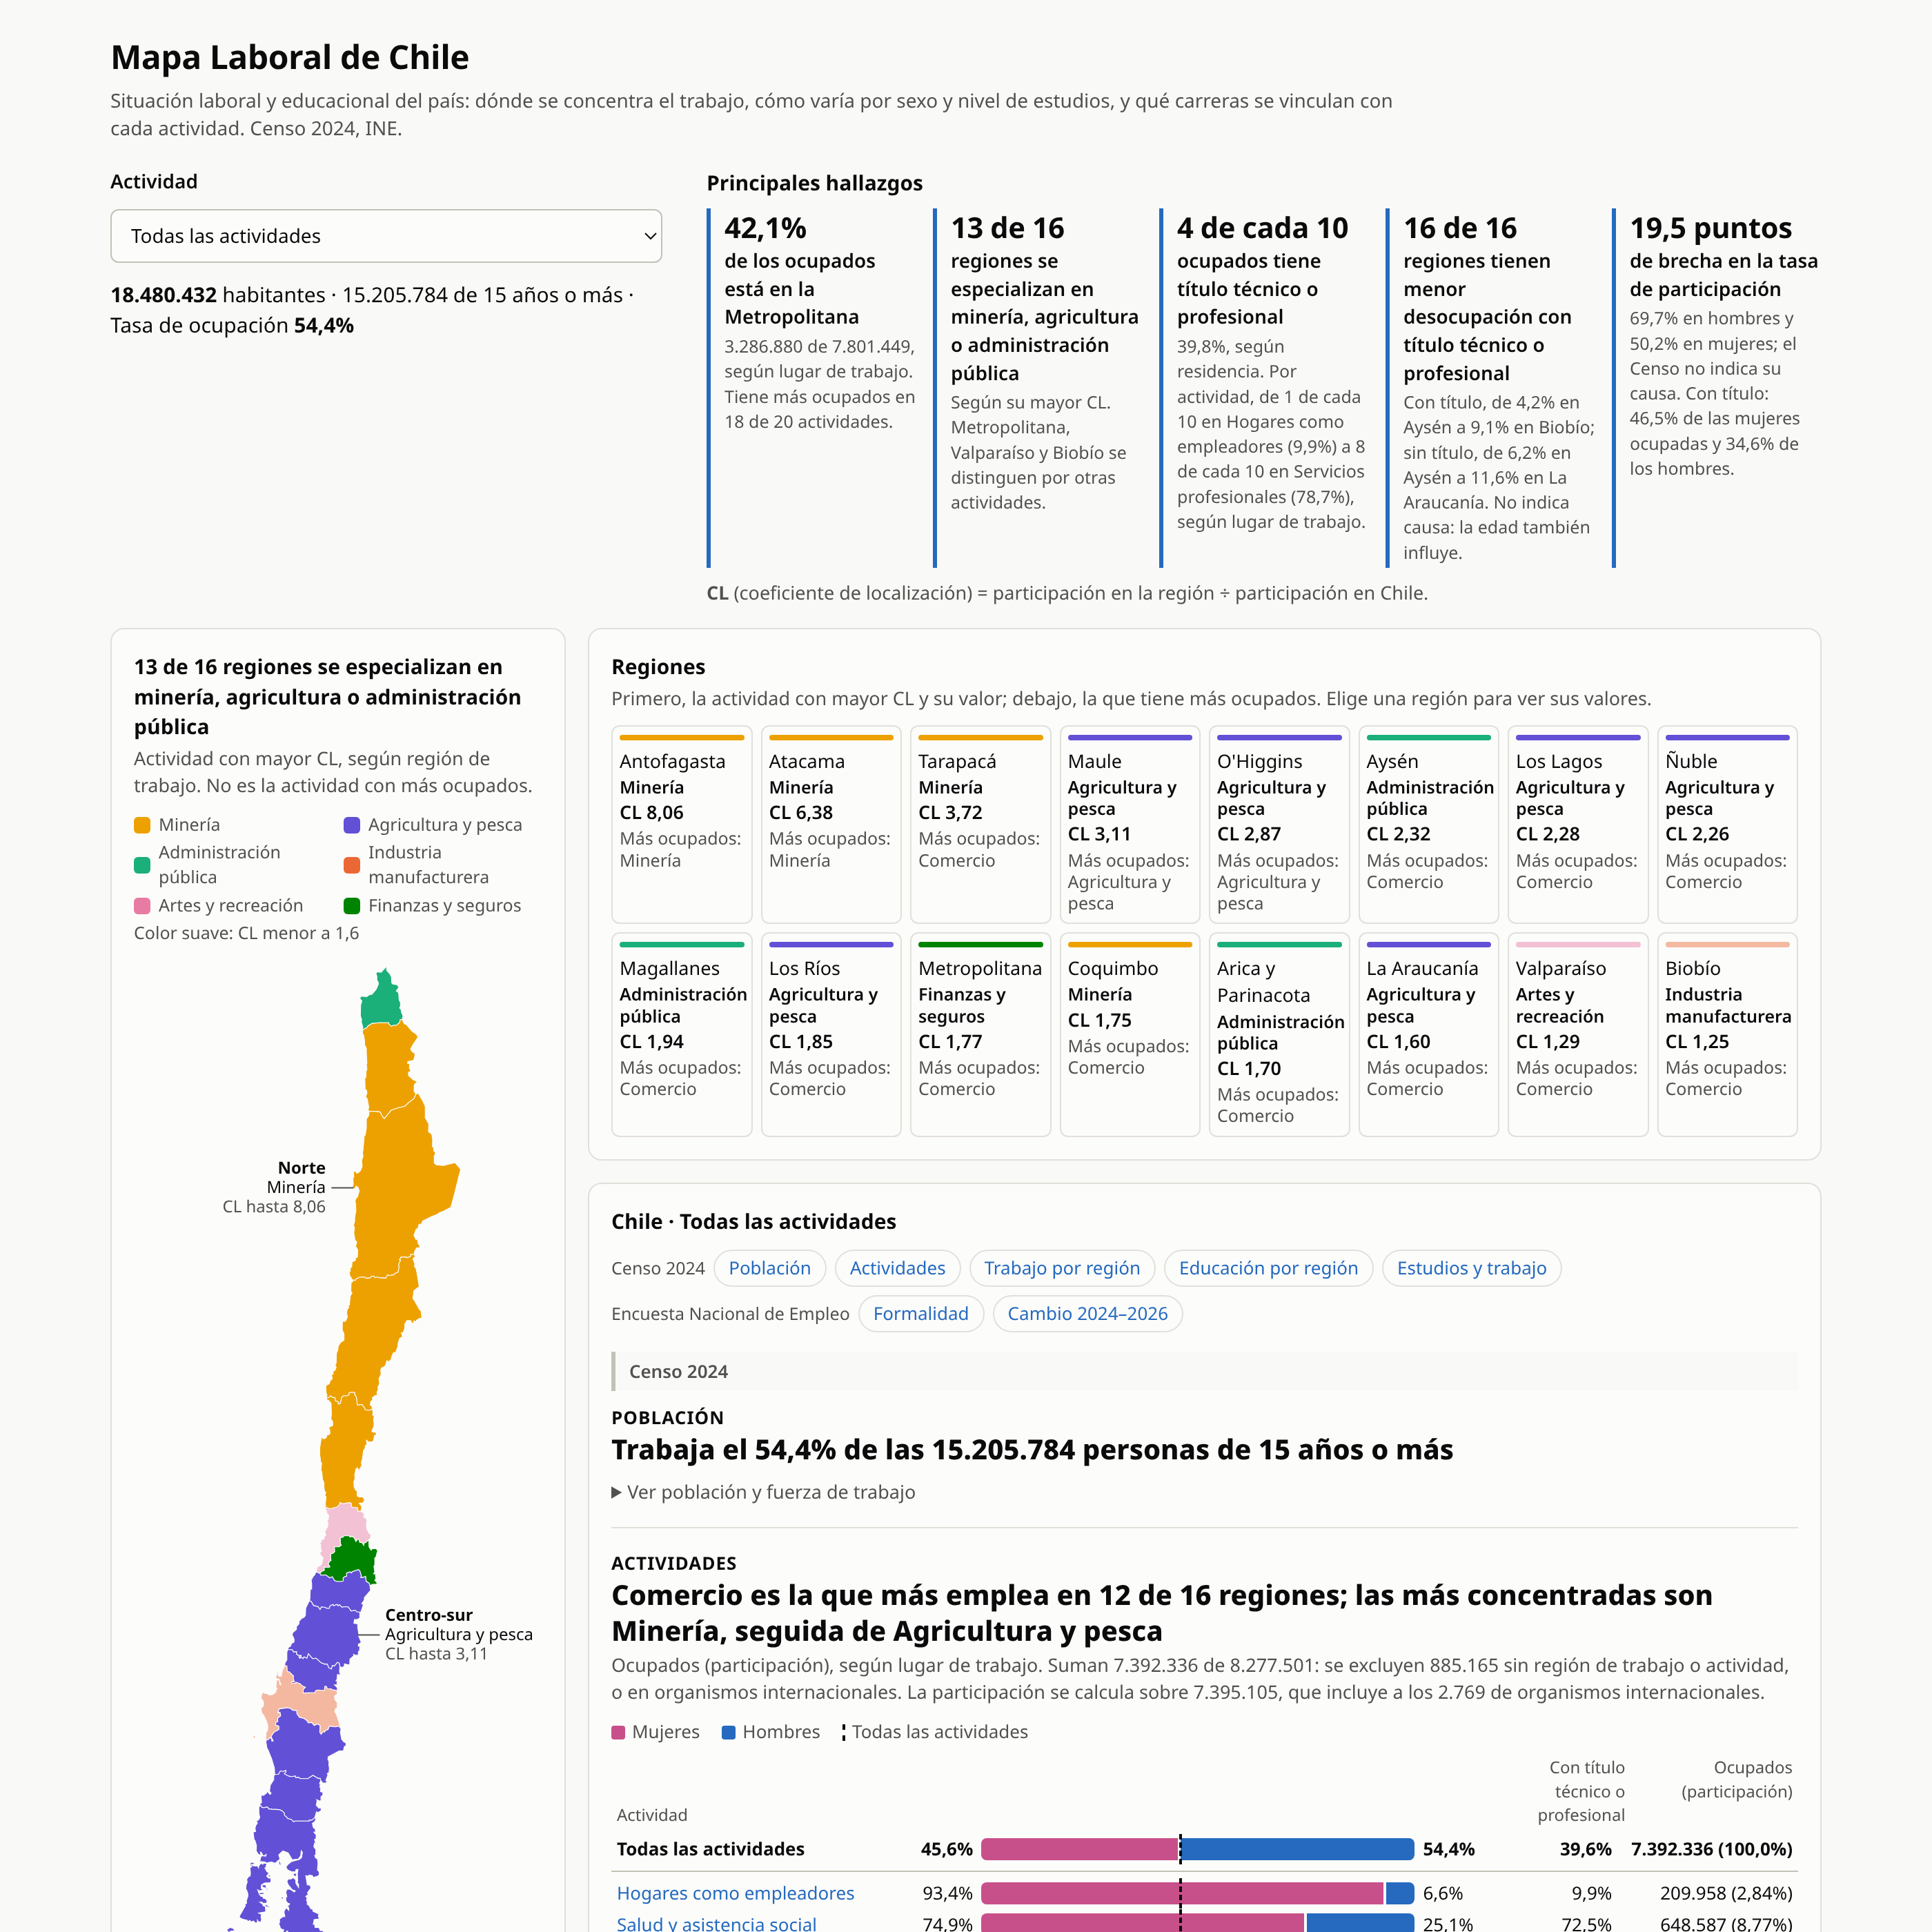 Mapa Laboral de Chile
Situación laboral y educacional del país: dónde se concentra el trabajo, cómo varía por sexo y nivel de estudios, y qué carreras se vinculan con
cada actividad. Censo 2024, INE.
Actividad
Todas las actividades
18.480.432 habitantes · 15.205.784 de 15 años o más ·
Tasa de ocupación 54,4%
Principales hallazgos
42,1%
de los ocupados
está en la
Metropolitana
3.286.880 de 7.801.449,
según lugar de trabajo.
Tiene más ocupados en
18 de 20 actividades.
13 de 16
regiones se
especializan en
minería, agricultura
o administración
pública
Según su mayor CL.
Metropolitana,
Valparaíso y Biobío se
distinguen por otras
actividades.
4 de cada 10
ocupados tiene
título técnico o
profesional
39,8%, según
residencia. Por
actividad, de 1 de cada
10 en Hogares como
empleadores (9,9%) a 8
de cada 10 en Servicios
profesionales (78,7%),
según lugar de trabajo.
16 de 16
regiones tienen
menor
desocupación con
título técnico o
profesional
Con título, de 4,2% en
Aysén a 9,1% en Biobío;
sin título, de 6,2% en
Aysén a 11,6% en La
Araucanía. No indica
causa: la edad también
influye.
19,5 puntos
de brecha en la tasa
de participación
69,7% en hombres y
50,2% en mujeres; el
Censo no indica su
causa. Con título:
46,5% de las mujeres
ocupadas y 34,6% de
los hombres.
CL (coeficiente de localización) = participación en la región ÷ participación en Chile.
13 de 16 regiones se especializan en
minería, agricultura o administración
pública
Actividad con mayor CL, según región de
trabajo. No es la actividad con más ocupados.
Minería
Agricultura y pesca
Administración
pública
Industria
manufacturera
Artes y recreación
Finanzas y seguros
Color suave: CL menor a 1,6
Norte
Minería
CL hasta 8,06
Centro-sur
Agricultura y pesca
CL hasta 3,11
Regiones
Primero, la actividad con mayor CL y su valor; debajo, la que tiene más ocupados. Elige una región para ver sus valores.
Antofagasta
Minería
CL 8,06
Más ocupados:
Minería
Atacama
Minería
CL 6,38
Más ocupados:
Minería
Tarapacá
Minería
CL 3,72
Más ocupados:
Comercio
Maule
Agricultura y
pesca
CL 3,11
Más ocupados:
Agricultura y
pesca
O'Higgins
Agricultura y
pesca
CL 2,87
Más ocupados:
Agricultura y
pesca
Aysén
Administración
pública
CL 2,32
Más ocupados:
Comercio
Los Lagos
Agricultura y
pesca
CL 2,28
Más ocupados:
Comercio
Ñuble
Agricultura y
pesca
CL 2,26
Más ocupados:
Comercio
Magallanes
Administración
pública
CL 1,94
Más ocupados:
Comercio
Los Ríos
Agricultura y
pesca
CL 1,85
Más ocupados:
Comercio
Metropolitana
Finanzas y
seguros
CL 1,77
Más ocupados:
Comercio
Coquimbo
Minería
CL 1,75
Más ocupados:
Comercio
Arica y
Parinacota
Administración
pública
CL 1,70
Más ocupados:
Comercio
La Araucanía
Agricultura y
pesca
CL 1,60
Más ocupados:
Comercio
Valparaíso
Artes y
recreación
CL 1,29
Más ocupados:
Comercio
Biobío
Industria
manufacturera
CL 1,25
Más ocupados:
Comercio
Chile · Todas las actividades
Censo 2024 Población Actividades Trabajo por región Educación por región Estudios y trabajo
Encuesta Nacional de Empleo Formalidad Cambio 2024–2026
Censo 2024
POBLACIÓN
Trabaja el 54,4% de las 15.205.784 personas de 15 años o más
▶ Ver población y fuerza de trabajo
ACTIVIDADES
Comercio es la que más emplea en 12 de 16 regiones; las más concentradas son
Minería, seguida de Agricultura y pesca
Ocupados (participación), según lugar de trabajo. Suman 7.392.336 de 8.277.501: se excluyen 885.165 sin región de trabajo o actividad,
o en organismos internacionales. La participación se calcula sobre 7.395.105, que incluye a los 2.769 de organismos internacionales.
Mujeres Hombres Todas las actividades
Actividad
Con título
técnico o
profesional
Ocupados
(participación)
Todas las actividades 45,6% 54,4% 39,6% 7.392.336 (100,0%)
Hogares como empleadores 93,4% 6,6% 9,9% 209.958 (2,84%)
Salud y asistencia social 74,9% 25,1% 72,5% 648.587 (8,77%)